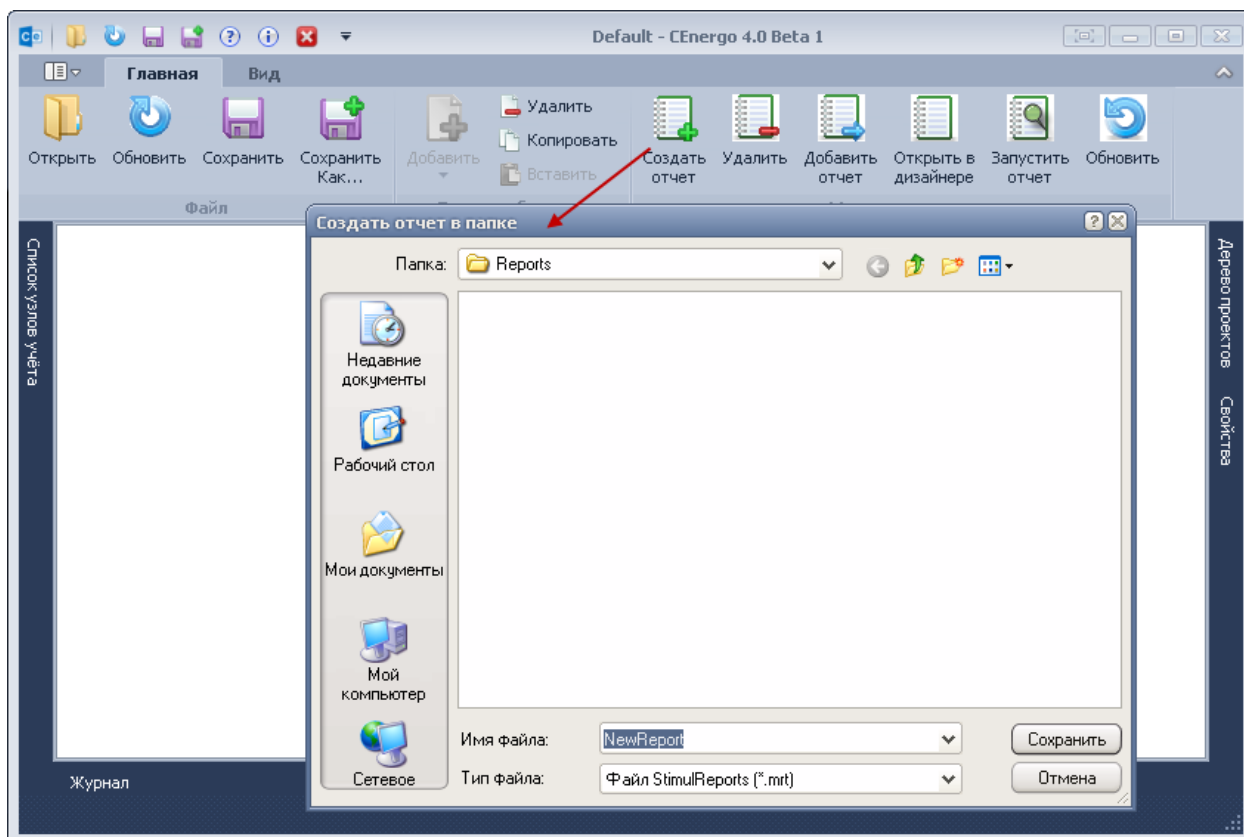 Default - CEnergo 4.0 Beta 1
Главная
Вид
Открыть
Обновить
Сохранить
Сохранить
Как...
Добавить
Удалить
Копировать
Вставить
Создать
отчет
Удалить
Добавить
отчет
Открыть в
дизайнере
Запустить
отчет
Обновить
Файл
Создать отчет в папке
Папка:
Reports
Список узлов учёта
Недавние
документы
Рабочий стол
Мои документы
Мой
компьютер
Сетевое
Имя файла:
NewReport
Сохранить
Тип файла:
Файл StimulReports (*.mrt)
Отмена
Дерево проектов
Свойства
Журнал